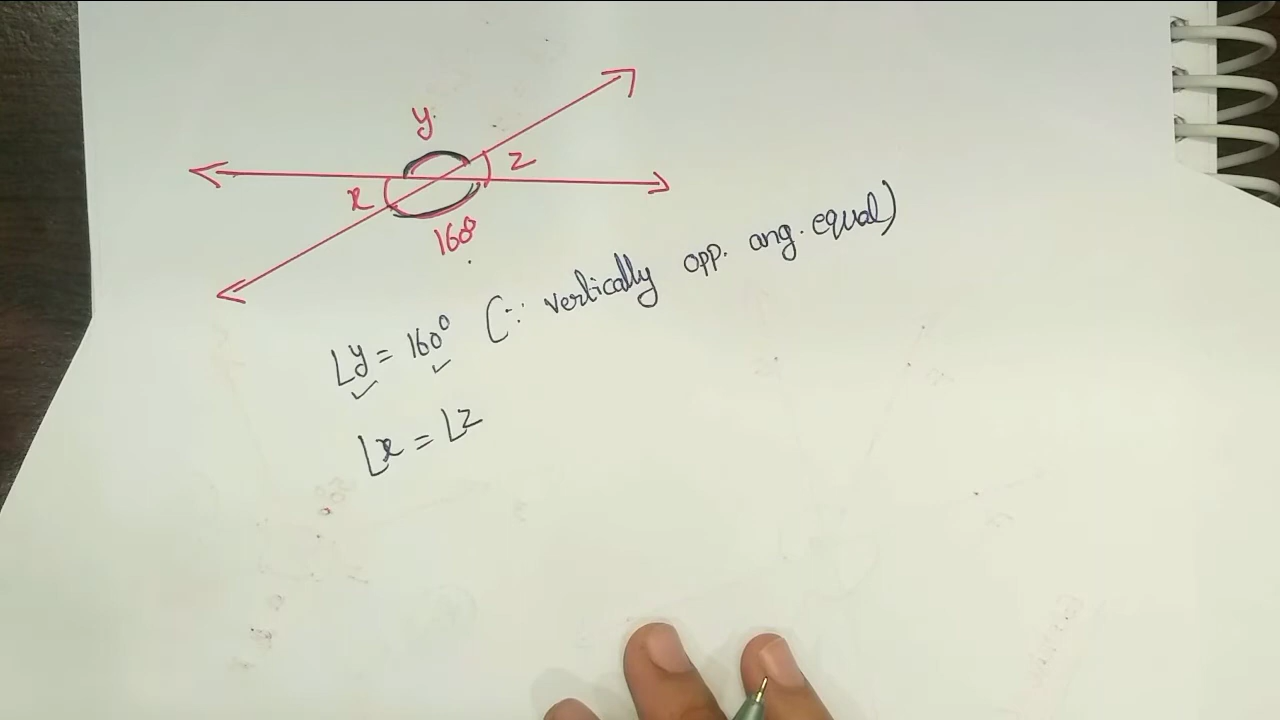 y
z
x
160°
∠y = 160° (∵ vertically opp. ang. equal)
∠x = ∠z